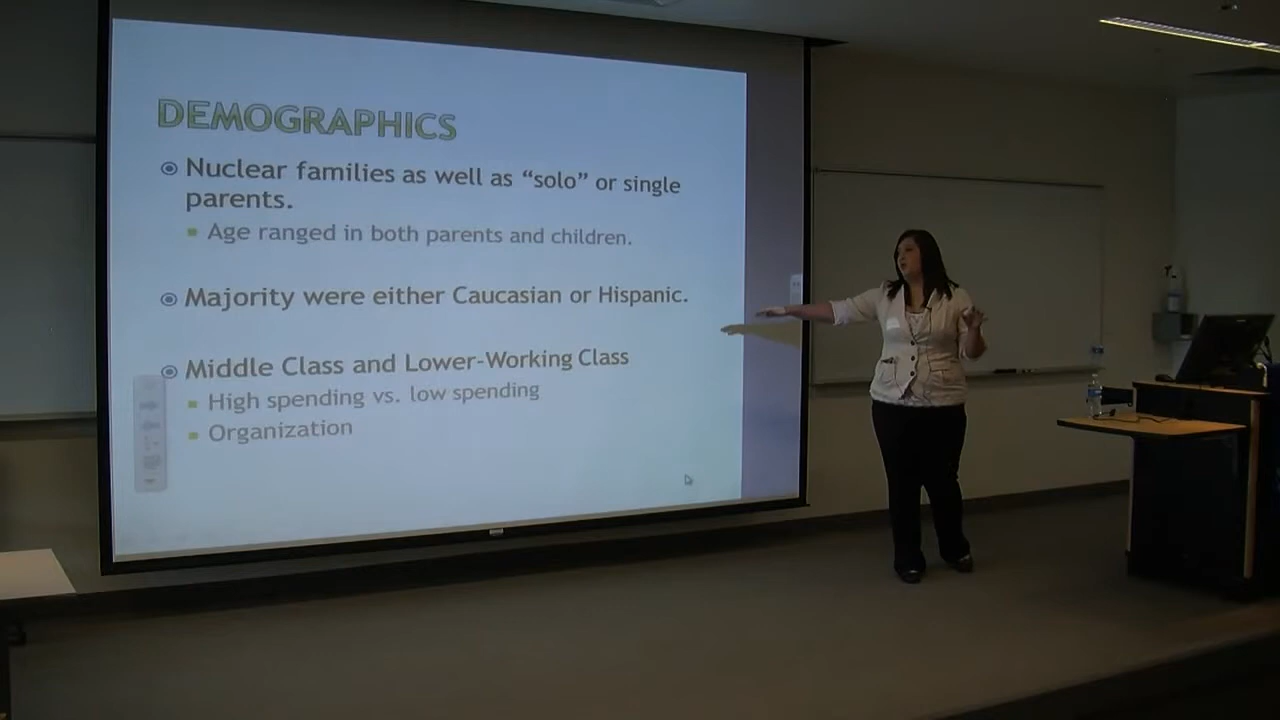 DEMOGRAPHICS
Nuclear families as well as “solo” or single
parents.
Age ranged in both parents and children.
Majority were either Caucasian or Hispanic.
Middle Class and Lower-Working Class
High spending vs. low spending
Organization